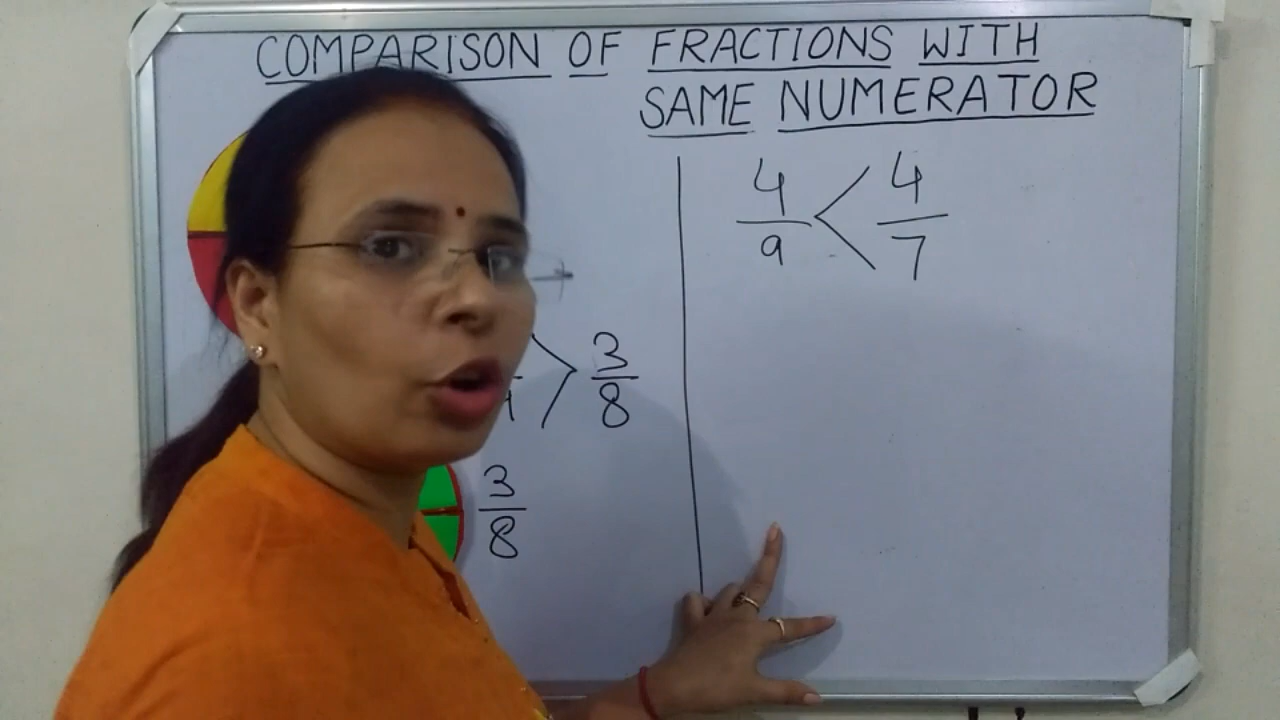 COMPARISON OF FRACTIONS WITH
SAME NUMERATOR
4/9 < 4/7
> 3/8
3/8